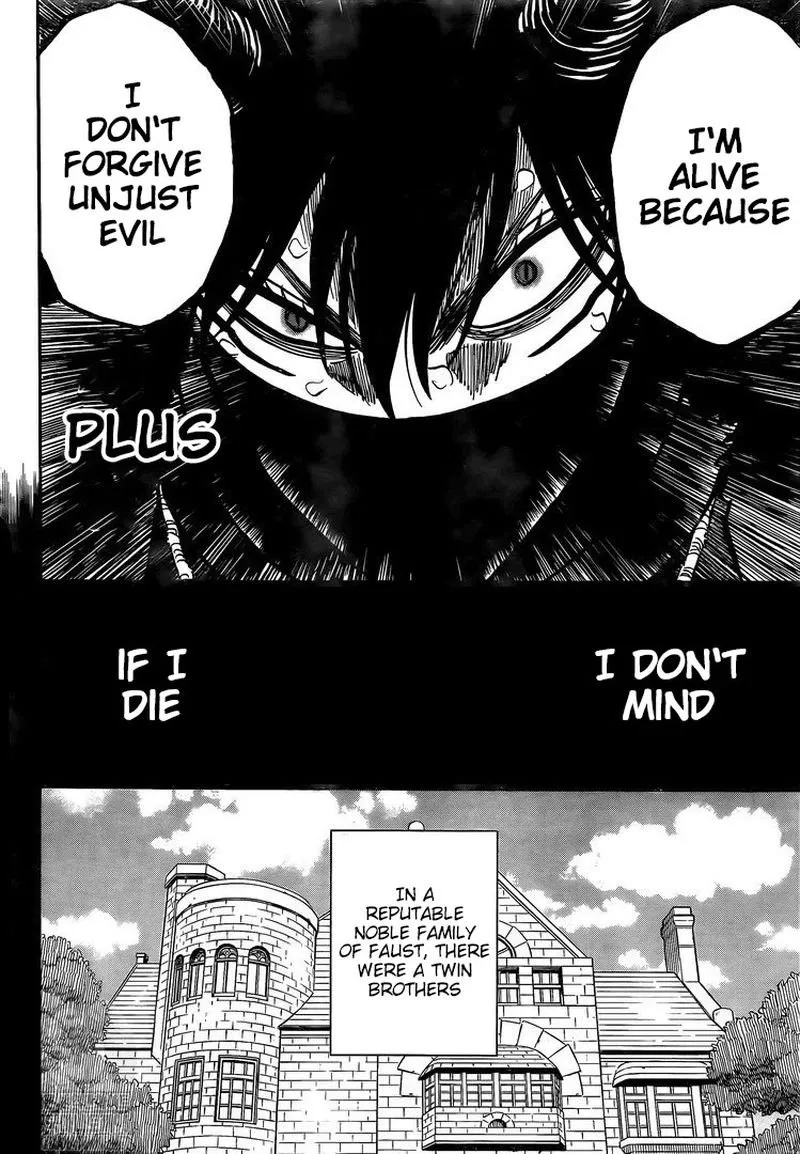 I'M
ALIVE
BECAUSE
I
DON'T
FORGIVE
UNJUST
EVIL
PLUS
I DON'T
MIND
IF I
DIE
IN A
REPUTABLE
NOBLE FAMILY
OF FAUST, THERE
WERE A TWIN
BROTHERS